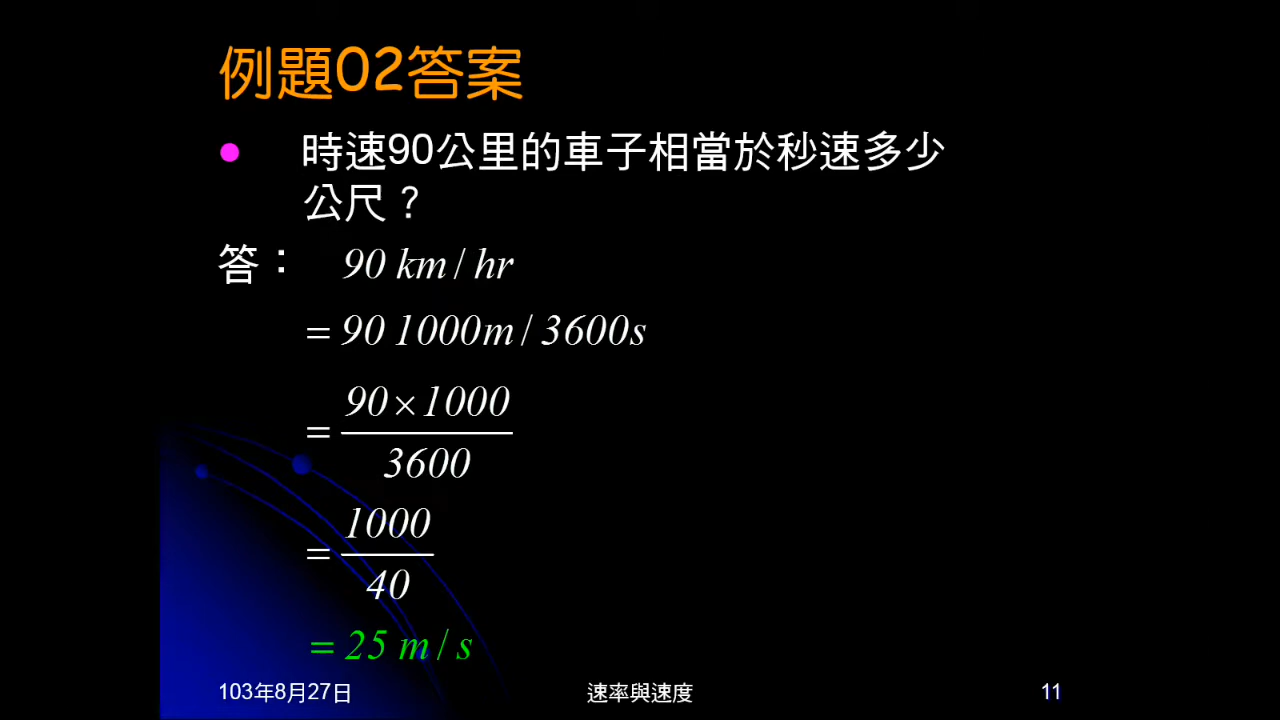 例題02答案
● 時速90公里的車子相當於秒速多少
公尺？
答： 90 km / hr
= 90 1000m / 3600s
= 90×1000
3600
= 1000
40
= 25 m / s
103年8月27日 速率與速度 11